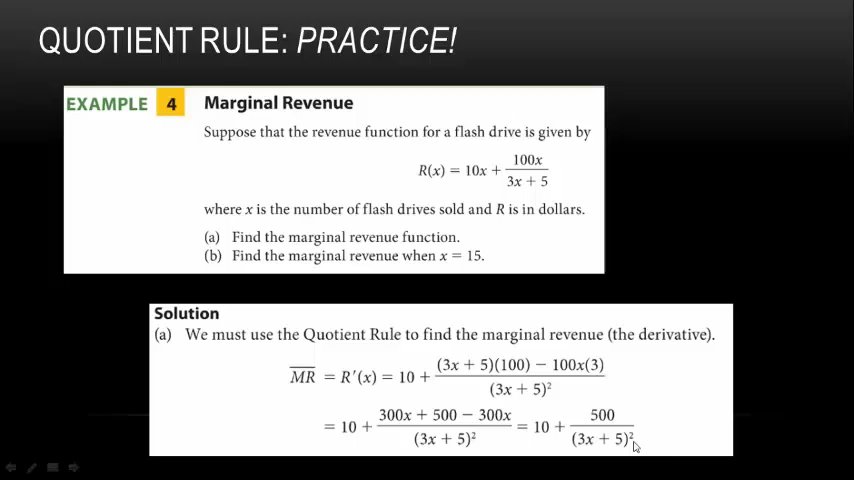 QUOTIENT RULE: PRACTICE!
EXAMPLE 4 Marginal Revenue
Suppose that the revenue function for a flash drive is given by
R(x) = 10x + 100x / 3x + 5
where x is the number of flash drives sold and R is in dollars.
(a) Find the marginal revenue function.
(b) Find the marginal revenue when x = 15.
Solution
(a) We must use the Quotient Rule to find the marginal revenue (the derivative).
M̅R̅ = R′(x) = 10 + (3x + 5)(100) − 100x(3) / (3x + 5)²
= 10 + 300x + 500 − 300x / (3x + 5)² = 10 + 500 / (3x + 5)²